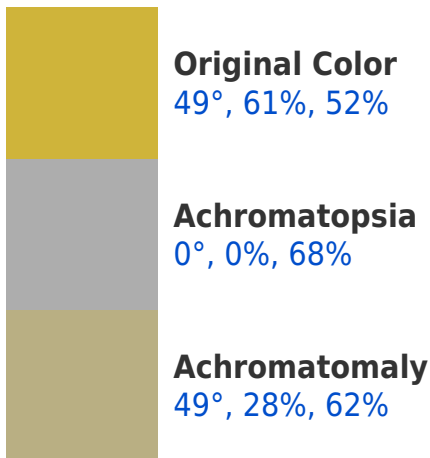 Original Color
49°, 61%, 52%
Achromatopsia
0°, 0%, 68%
Achromatomaly
49°, 28%, 62%